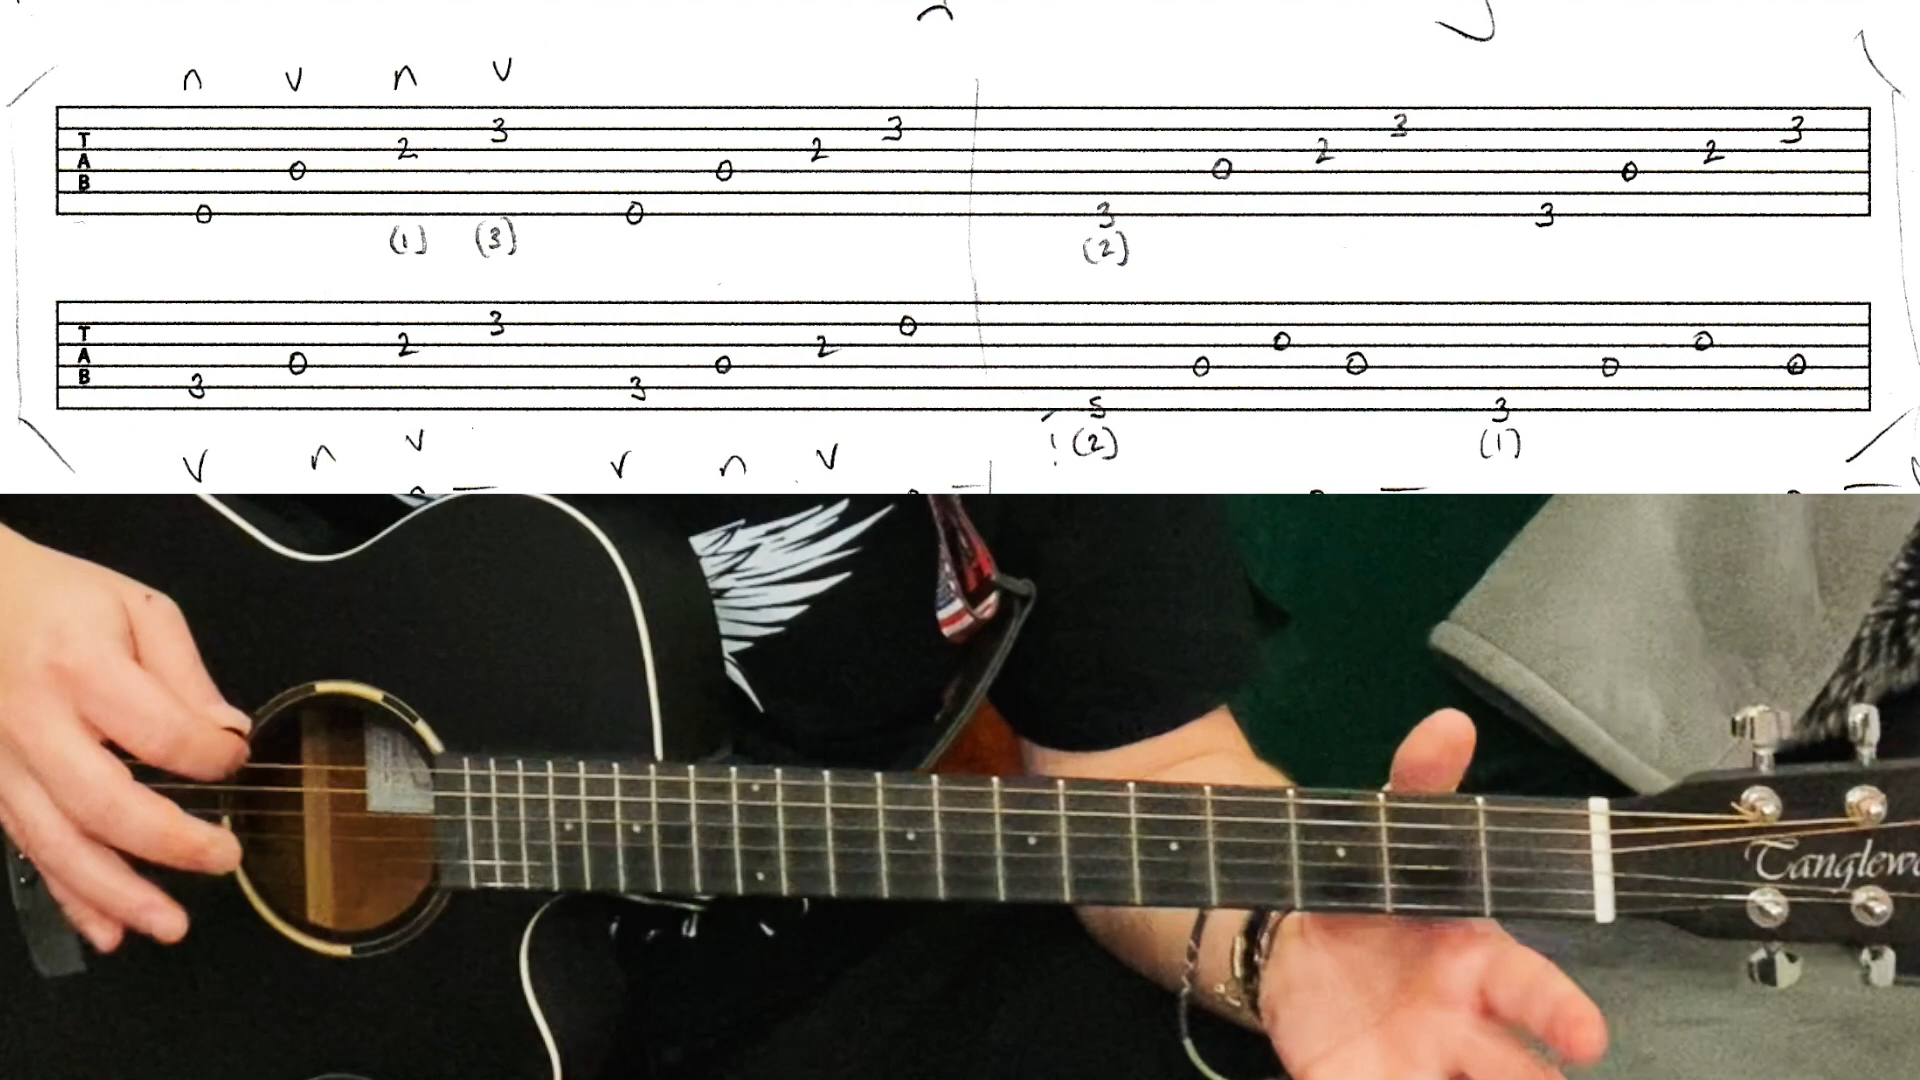 n v n v
3 3 3 3
T 2 2 2 2
A 0 0 0 0
B
0 0 3 3
(1) (3) (2)
3 0
T 2 2 0 0
A 0 0 0 0 0 0
B 3 3
5 3
(2) (1)
v n v v n v
Tanglew